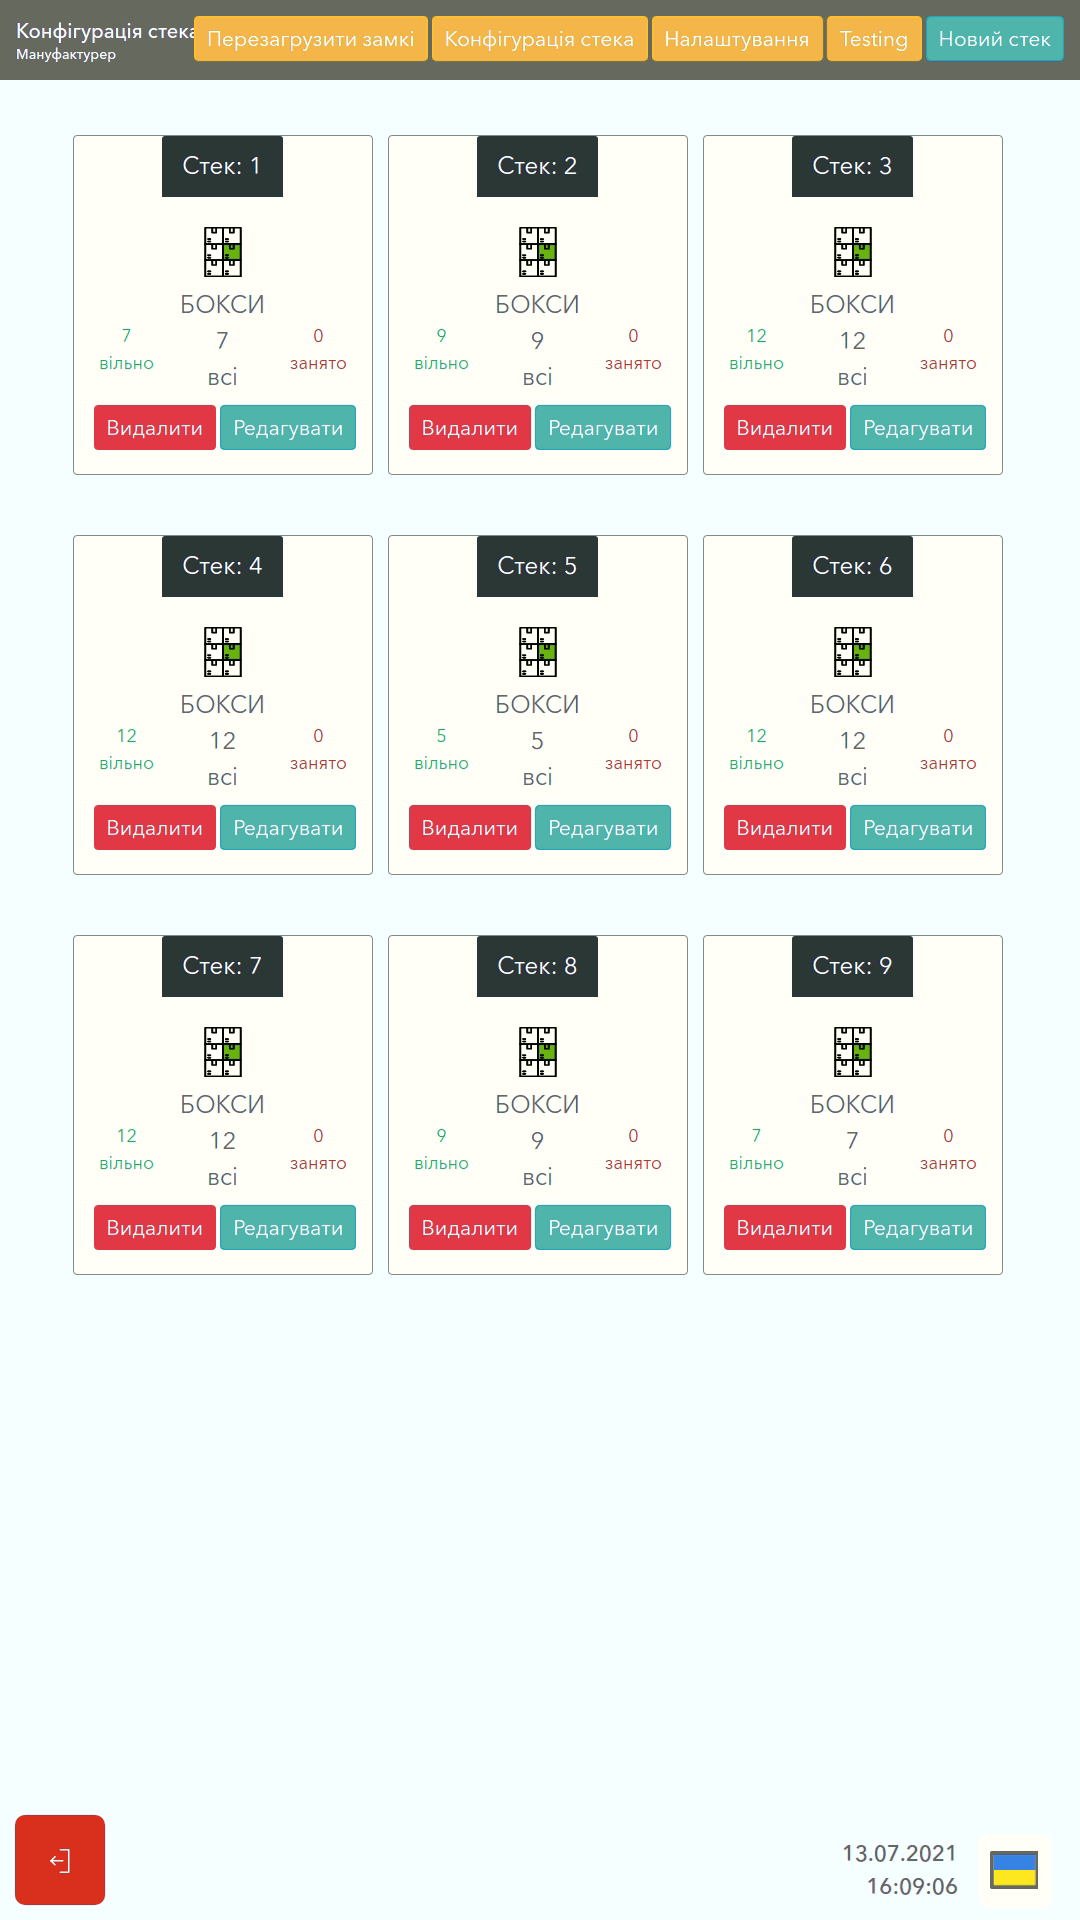 Конфігурація стека
Мануфактурер
Перезагрузити замкі
Конфігурація стека
Налаштування
Testing
Новий стек
Стек: 1
БОКСИ
7 7 0
вільно всі занято
Видалити Редагувати
Стек: 2
БОКСИ
9 9 0
вільно всі занято
Видалити Редагувати
Стек: 3
БОКСИ
12 12 0
вільно всі занято
Видалити Редагувати
Стек: 4
БОКСИ
12 12 0
вільно всі занято
Видалити Редагувати
Стек: 5
БОКСИ
5 5 0
вільно всі занято
Видалити Редагувати
Стек: 6
БОКСИ
12 12 0
вільно всі занято
Видалити Редагувати
Стек: 7
БОКСИ
12 12 0
вільно всі занято
Видалити Редагувати
Стек: 8
БОКСИ
9 9 0
вільно всі занято
Видалити Редагувати
Стек: 9
БОКСИ
7 7 0
вільно всі занято
Видалити Редагувати
13.07.2021
16:09:06